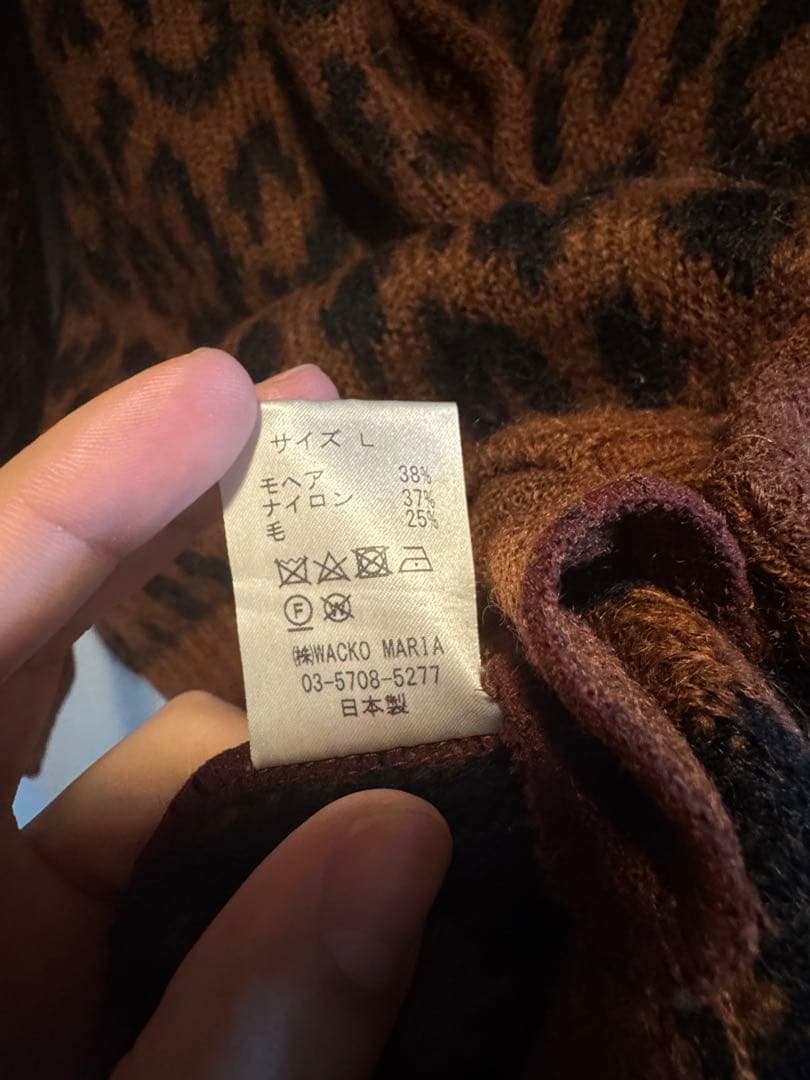 サイズ L
モヘア 38%
ナイロン 37%
毛 25%
F W
㈱WACKO MARIA
03-5708-5277
日本製